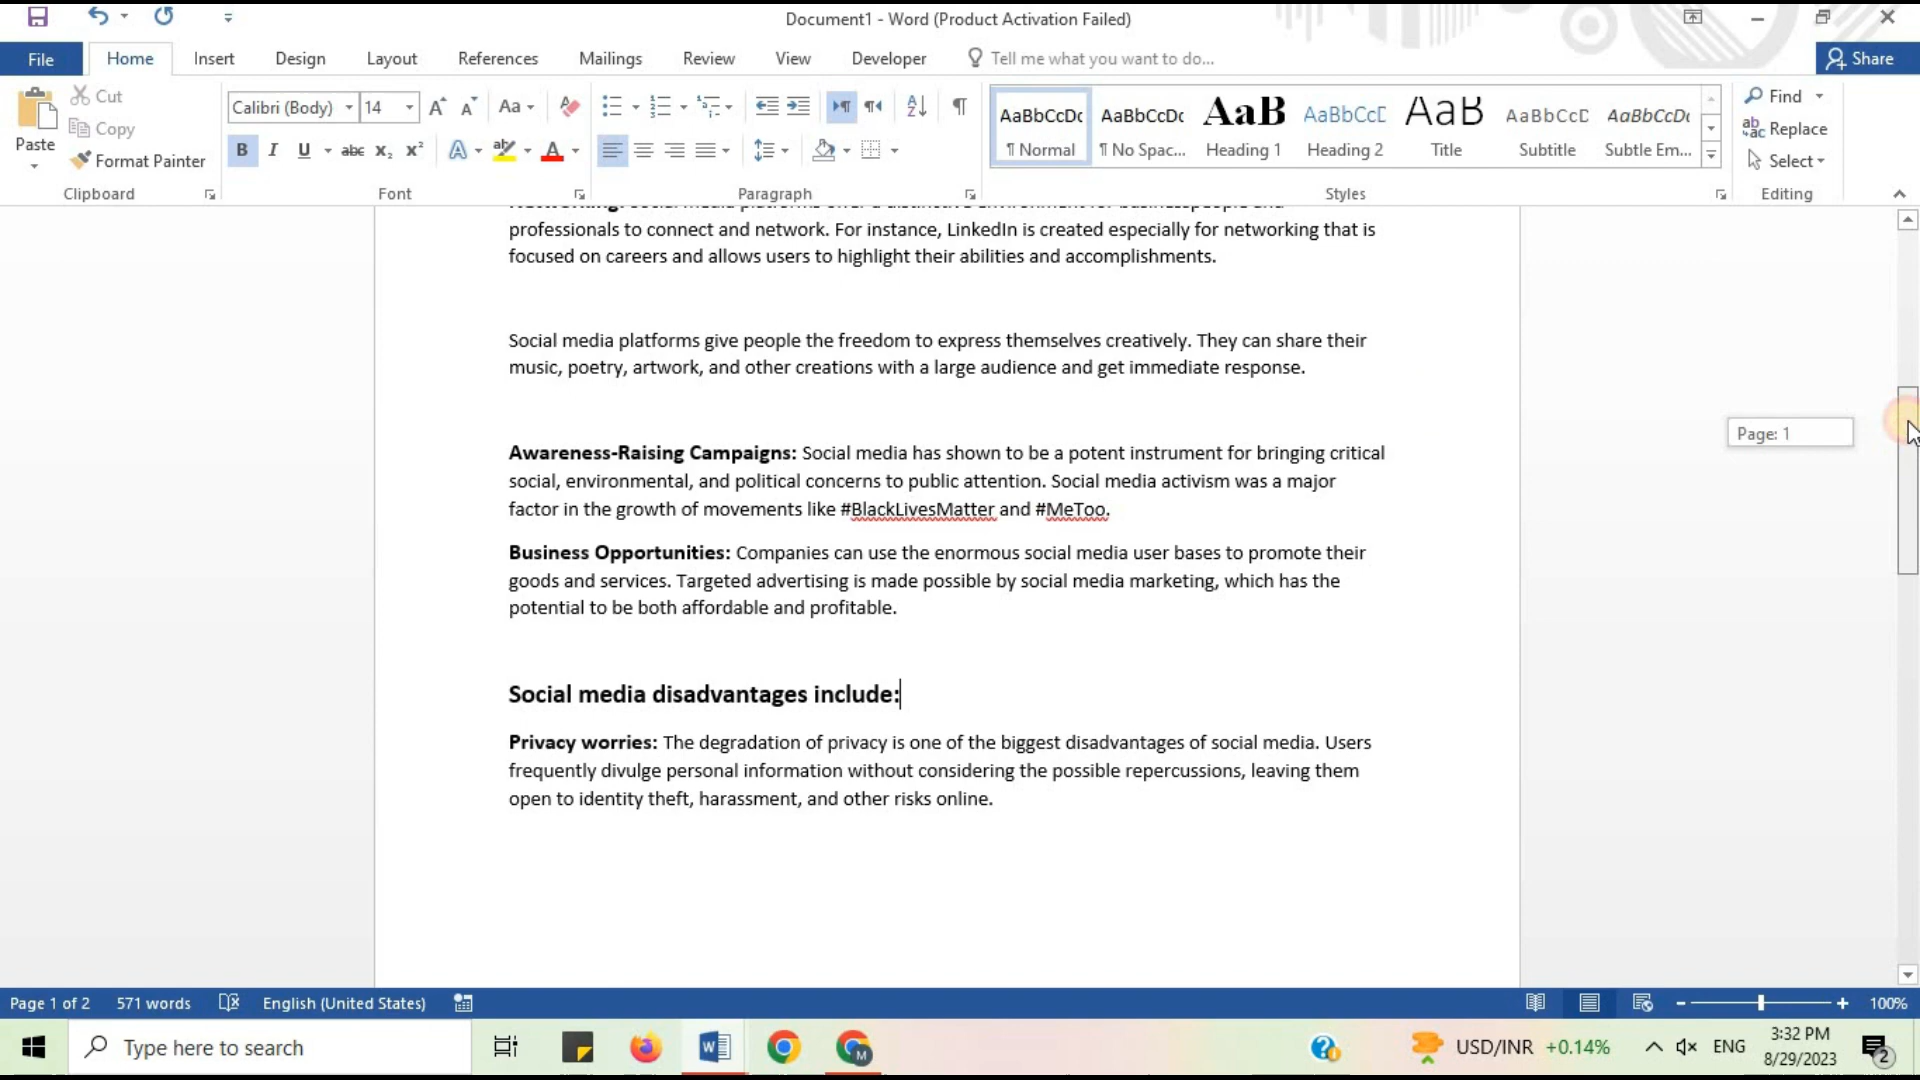 Document1 - Word (Product Activation Failed)
File Home Insert Design Layout References Mailings Review View Developer Tell me what you want to do... Share
Paste
Cut
Copy
Format Painter
Clipboard
Calibri (Body) 14 Aa
B I U abc X₂ X² A ab A
Font
Paragraph
AaBbCcDc AaBbCcDc AaB AaBbCcD AaB AaBbCcD AaBbCcDc
¶ Normal ¶ No Spac... Heading 1 Heading 2 Title Subtitle Subtle Em...
Styles
Find
Replace
Select
Editing
professionals to connect and network. For instance, LinkedIn is created especially for networking that is
focused on careers and allows users to highlight their abilities and accomplishments.
Social media platforms give people the freedom to express themselves creatively. They can share their
music, poetry, artwork, and other creations with a large audience and get immediate response.
Awareness-Raising Campaigns: Social media has shown to be a potent instrument for bringing critical
social, environmental, and political concerns to public attention. Social media activism was a major
factor in the growth of movements like #BlackLivesMatter and #MeToo.
Business Opportunities: Companies can use the enormous social media user bases to promote their
goods and services. Targeted advertising is made possible by social media marketing, which has the
potential to be both affordable and profitable.
Social media disadvantages include:
Privacy worries: The degradation of privacy is one of the biggest disadvantages of social media. Users
frequently divulge personal information without considering the possible repercussions, leaving them
open to identity theft, harassment, and other risks online.
Page: 1
Page 1 of 2 571 words English (United States) 100%
Type here to search
USD/INR +0.14%
ENG
3:32 PM
8/29/2023
2